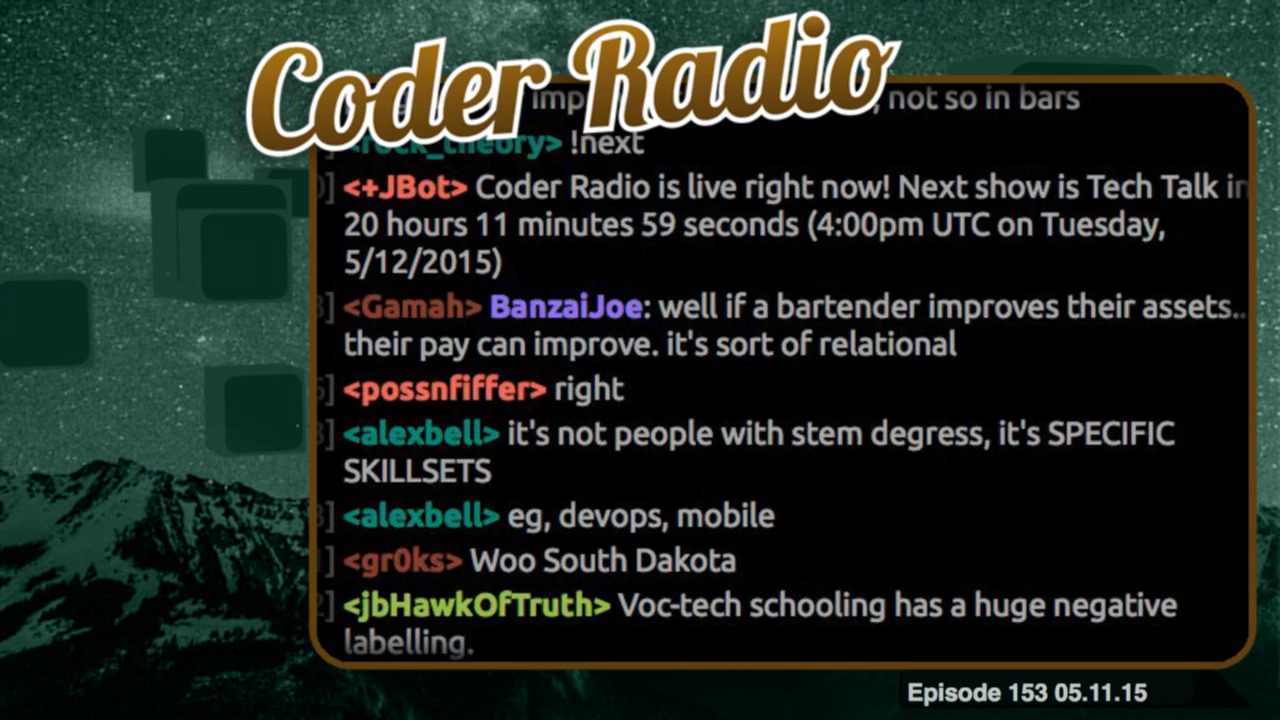 Coder Radio
imp not so in bars
<rock_theory> !next
<+JBot> Coder Radio is live right now! Next show is Tech Talk in
20 hours 11 minutes 59 seconds (4:00pm UTC on Tuesday,
5/12/2015)
<Gamah> BanzaiJoe: well if a bartender improves their assets..
their pay can improve. it's sort of relational
<possnfiffer> right
<alexbell> it's not people with stem degress, it's SPECIFIC
SKILLSETS
<alexbell> eg, devops, mobile
<gr0ks> Woo South Dakota
<jbHawkOfTruth> Voc-tech schooling has a huge negative
labelling.
Episode 153 05.11.15